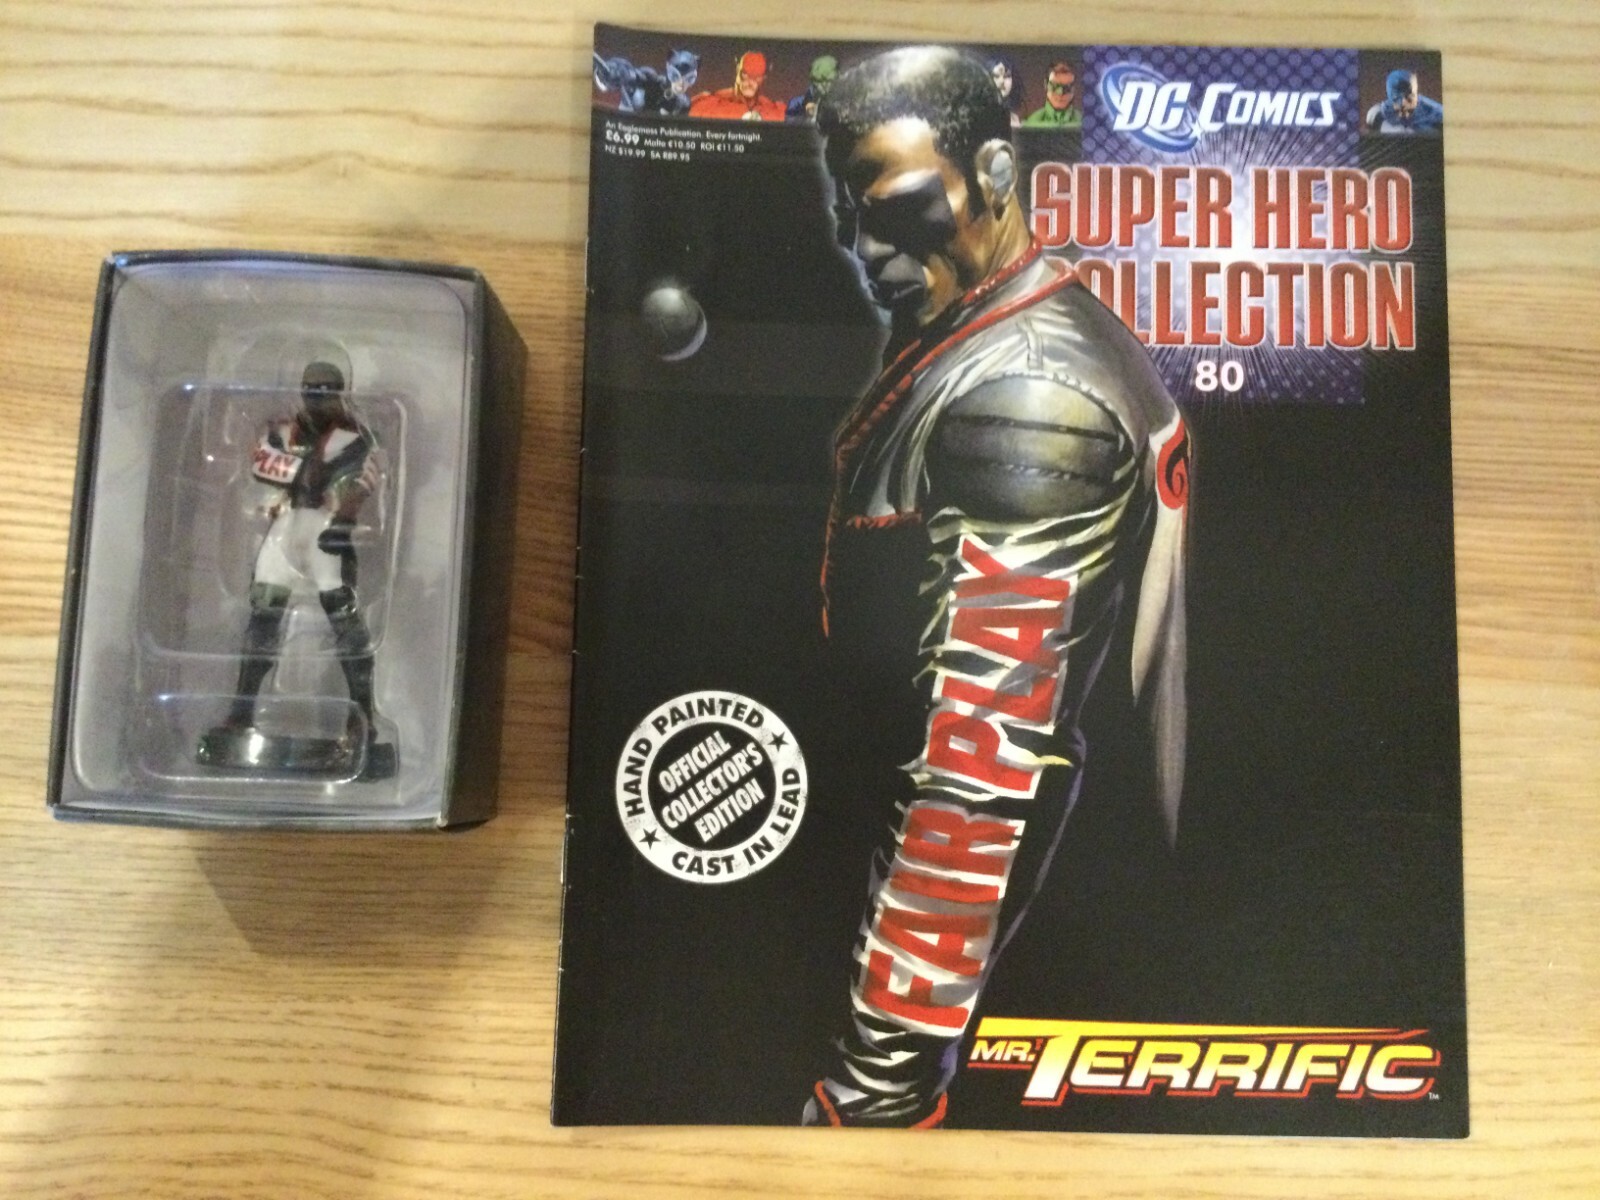 An Eaglemoss Publication. Every fortnight.
£6.99 Malta €10.50 ROI €11.50
NZ $19.99 SA R89.95
DC COMICS
SUPER HERO
COLLECTION
80
PLAY
FAIR PLAY
HAND PAINTED
OFFICIAL
COLLECTOR'S
EDITION
CAST IN LEAD
MR. TERRIFIC™